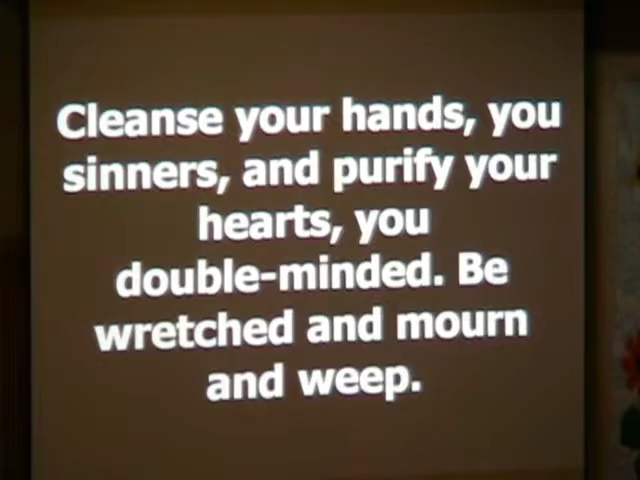 Cleanse your hands, you
sinners, and purify your
hearts, you
double-minded. Be
wretched and mourn
and weep.